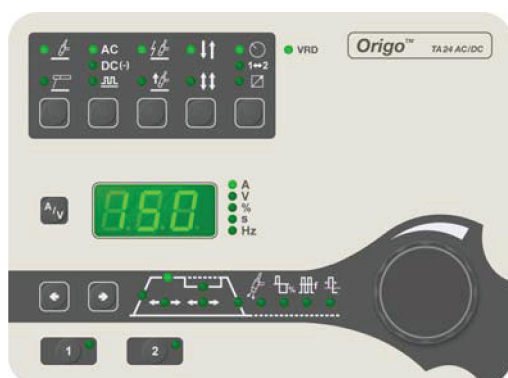 AC
VRD
Origo™ TA24 AC/DC
DC(-)
1↔2
A/V
150
A
V
%
s
Hz
%
f
1
2